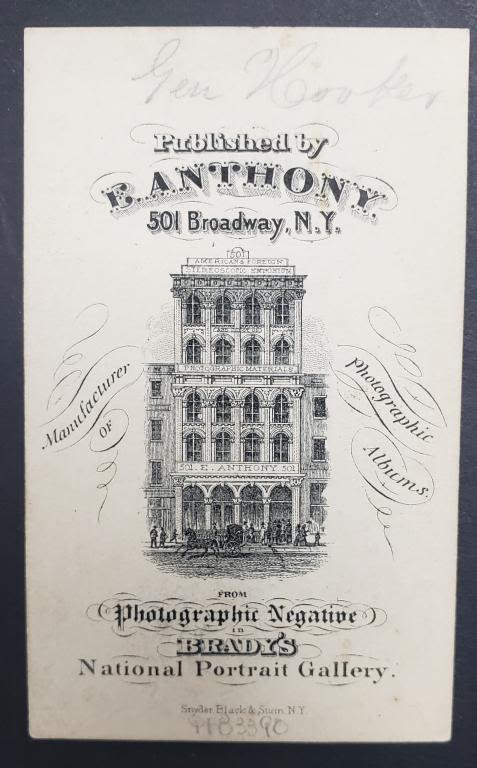 Gen Hooker
Published by
E. ANTHONY.
501 Broadway, N.Y.
501
AMERICAN & FOREIGN
STEREOSCOPIC EMPORIUM
PHOTOGRAPHIC MATERIALS
501. E. ANTHONY. 501
Manufacturer
OF
Photographic
Albums.
FROM
Photographic Negative
in
BRADY'S
National Portrait Gallery.
Snyder, Black & Sturn, N.Y.